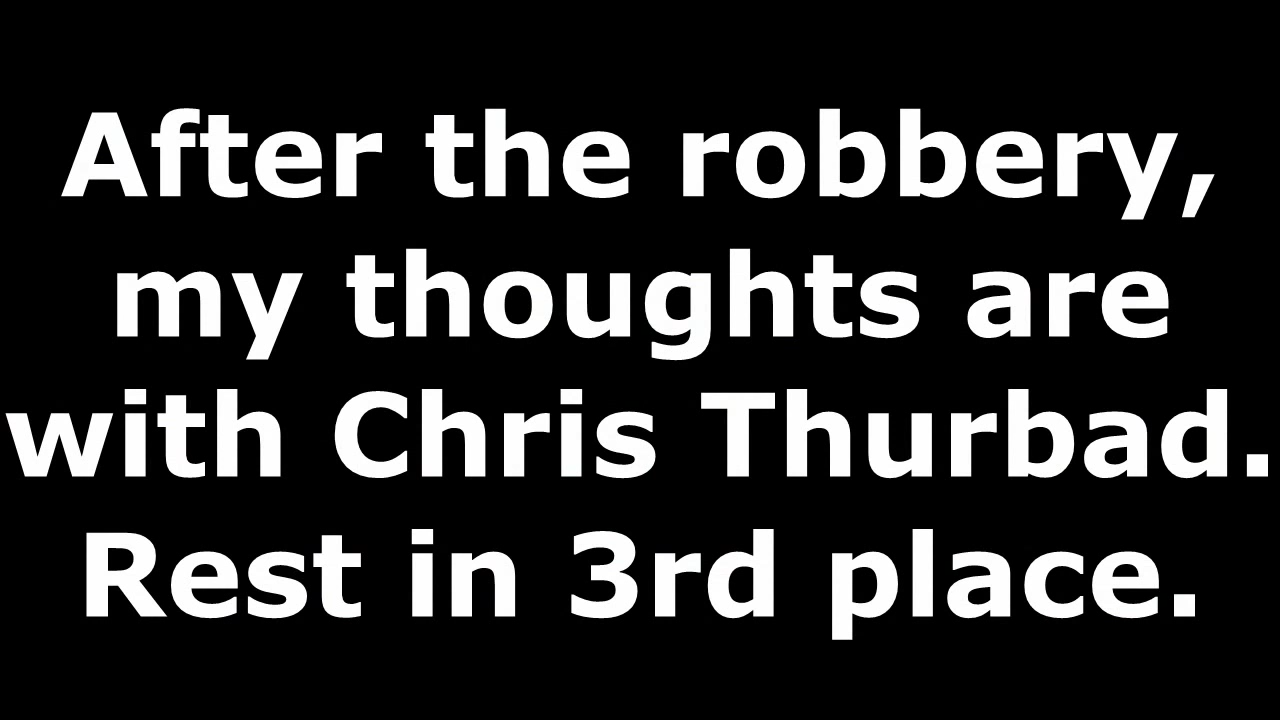 After the robbery,
my thoughts are
with Chris Thurbad.
Rest in 3rd place.